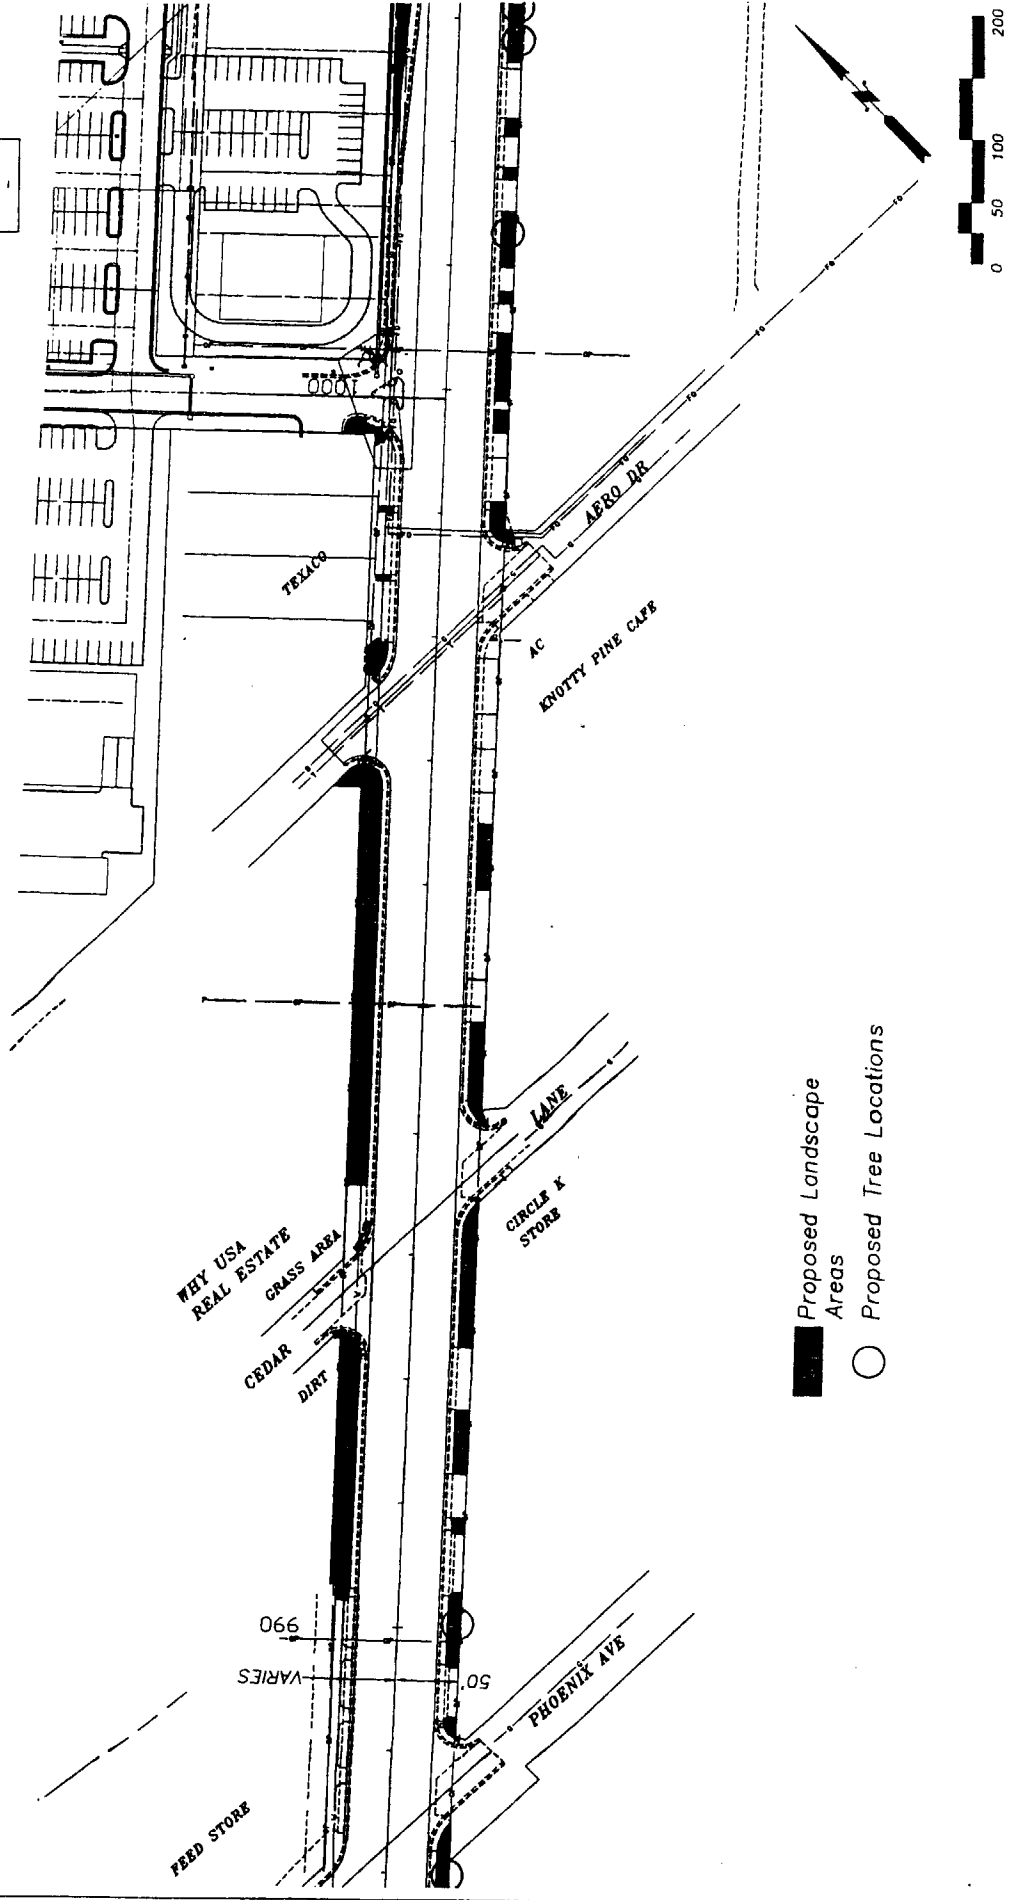 200
100
50
0
1000
AERO DR
TEXACO
AC
KNOTTY PINE CAFE
LANE
CIRCLE K
STORE
WHY USA
REAL ESTATE
GRASS AREA
CEDAR
DIRT
Proposed Landscape
Areas
Proposed Tree Locations
990
VARIES
50'
PHOENIX AVE
FEED STORE